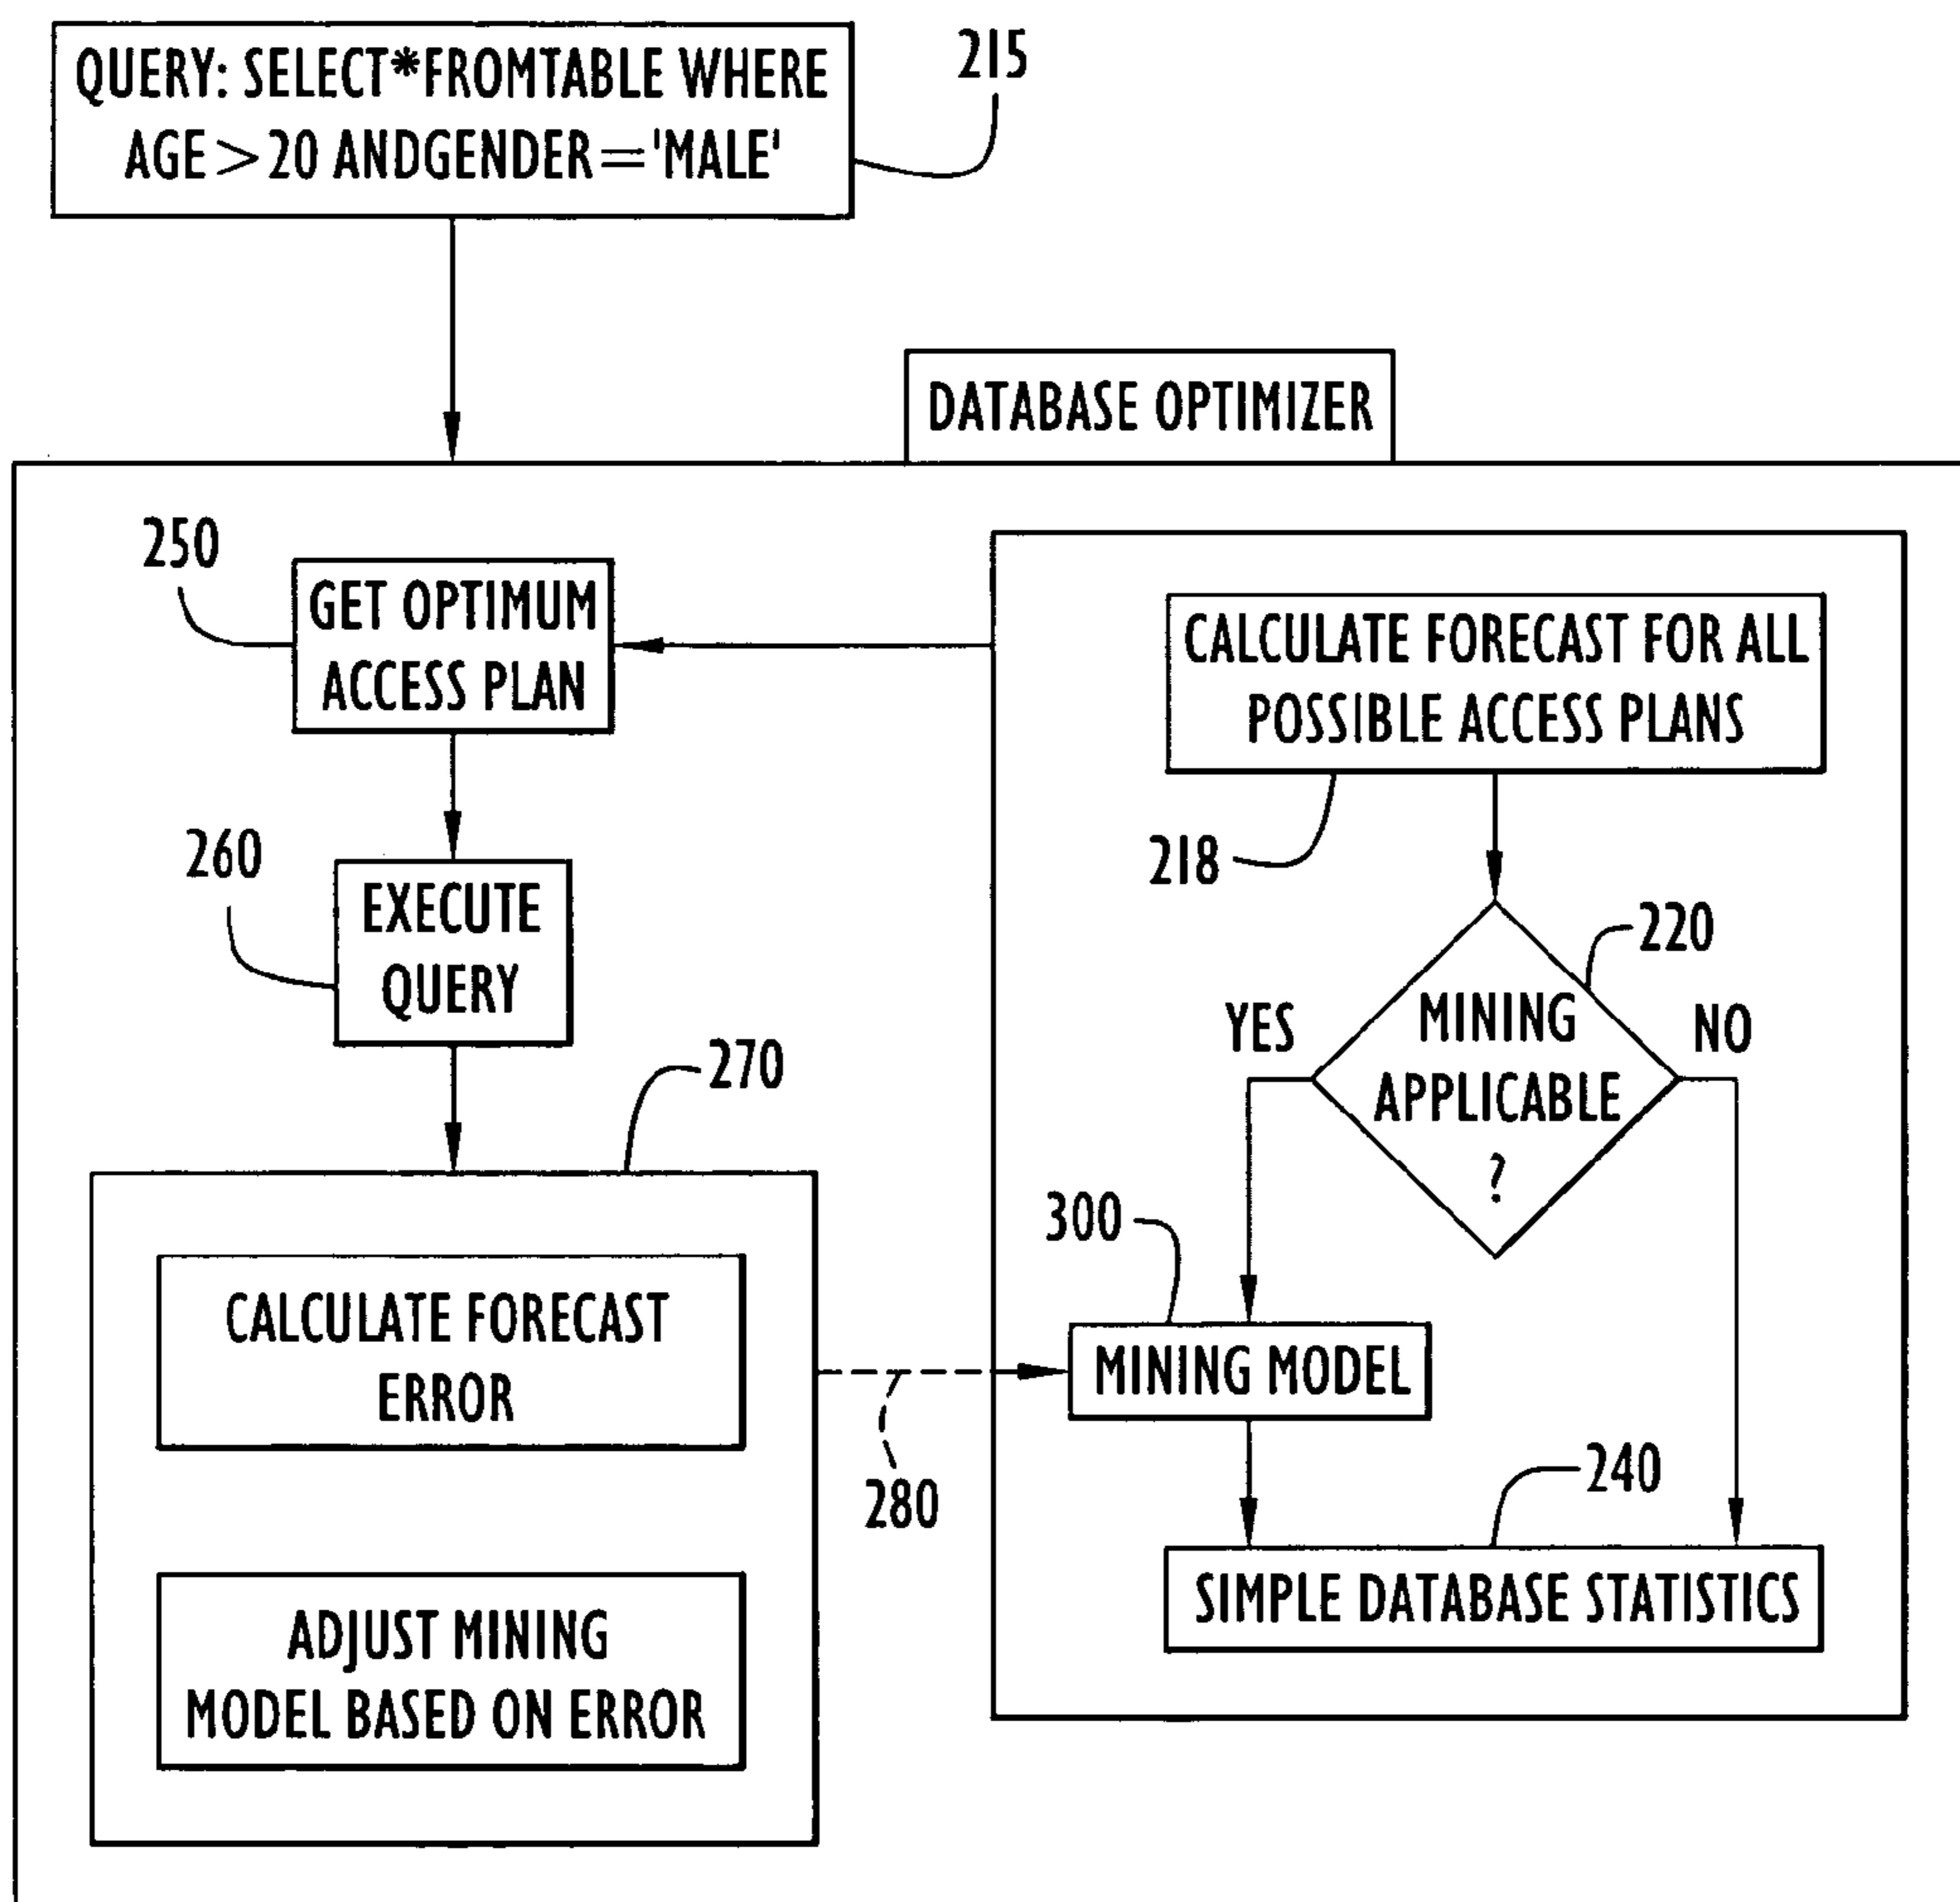 QUERY: SELECT*FROMTABLE WHERE
AGE > 20 ANDGENDER='MALE'
215
DATABASE OPTIMIZER
250
GET OPTIMUM
ACCESS PLAN
CALCULATE FORECAST FOR ALL
POSSIBLE ACCESS PLANS
218
260
EXECUTE
QUERY
220
YES
MINING
APPLICABLE
?
NO
270
300
CALCULATE FORECAST
ERROR
MINING MODEL
280
240
SIMPLE DATABASE STATISTICS
ADJUST MINING
MODEL BASED ON ERROR